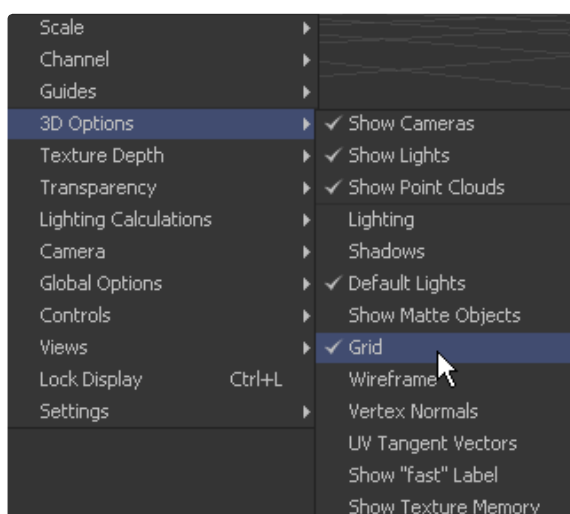 Scale
Channel
Guides
3D Options
Texture Depth
Transparency
Lighting Calculations
Camera
Global Options
Controls
Views
Lock Display Ctrl+L
Settings
Show Cameras
Show Lights
Show Point Clouds
Lighting
Shadows
Default Lights
Show Matte Objects
Grid
Wireframe
Vertex Normals
UV Tangent Vectors
Show "fast" Label
Show Texture Memory